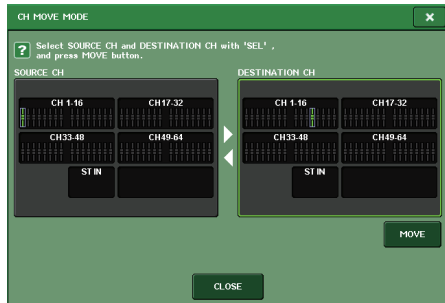 CH MOVE MODE
×
? Select SOURCE CH and DESTINATION CH with 'SEL' ,
and press MOVE button.
SOURCE CH
DESTINATION CH
CH 1-16 CH17-32
CH33-48 CH49-64
ST IN
CH 1-16 CH17-32
CH33-48 CH49-64
ST IN
MOVE
CLOSE